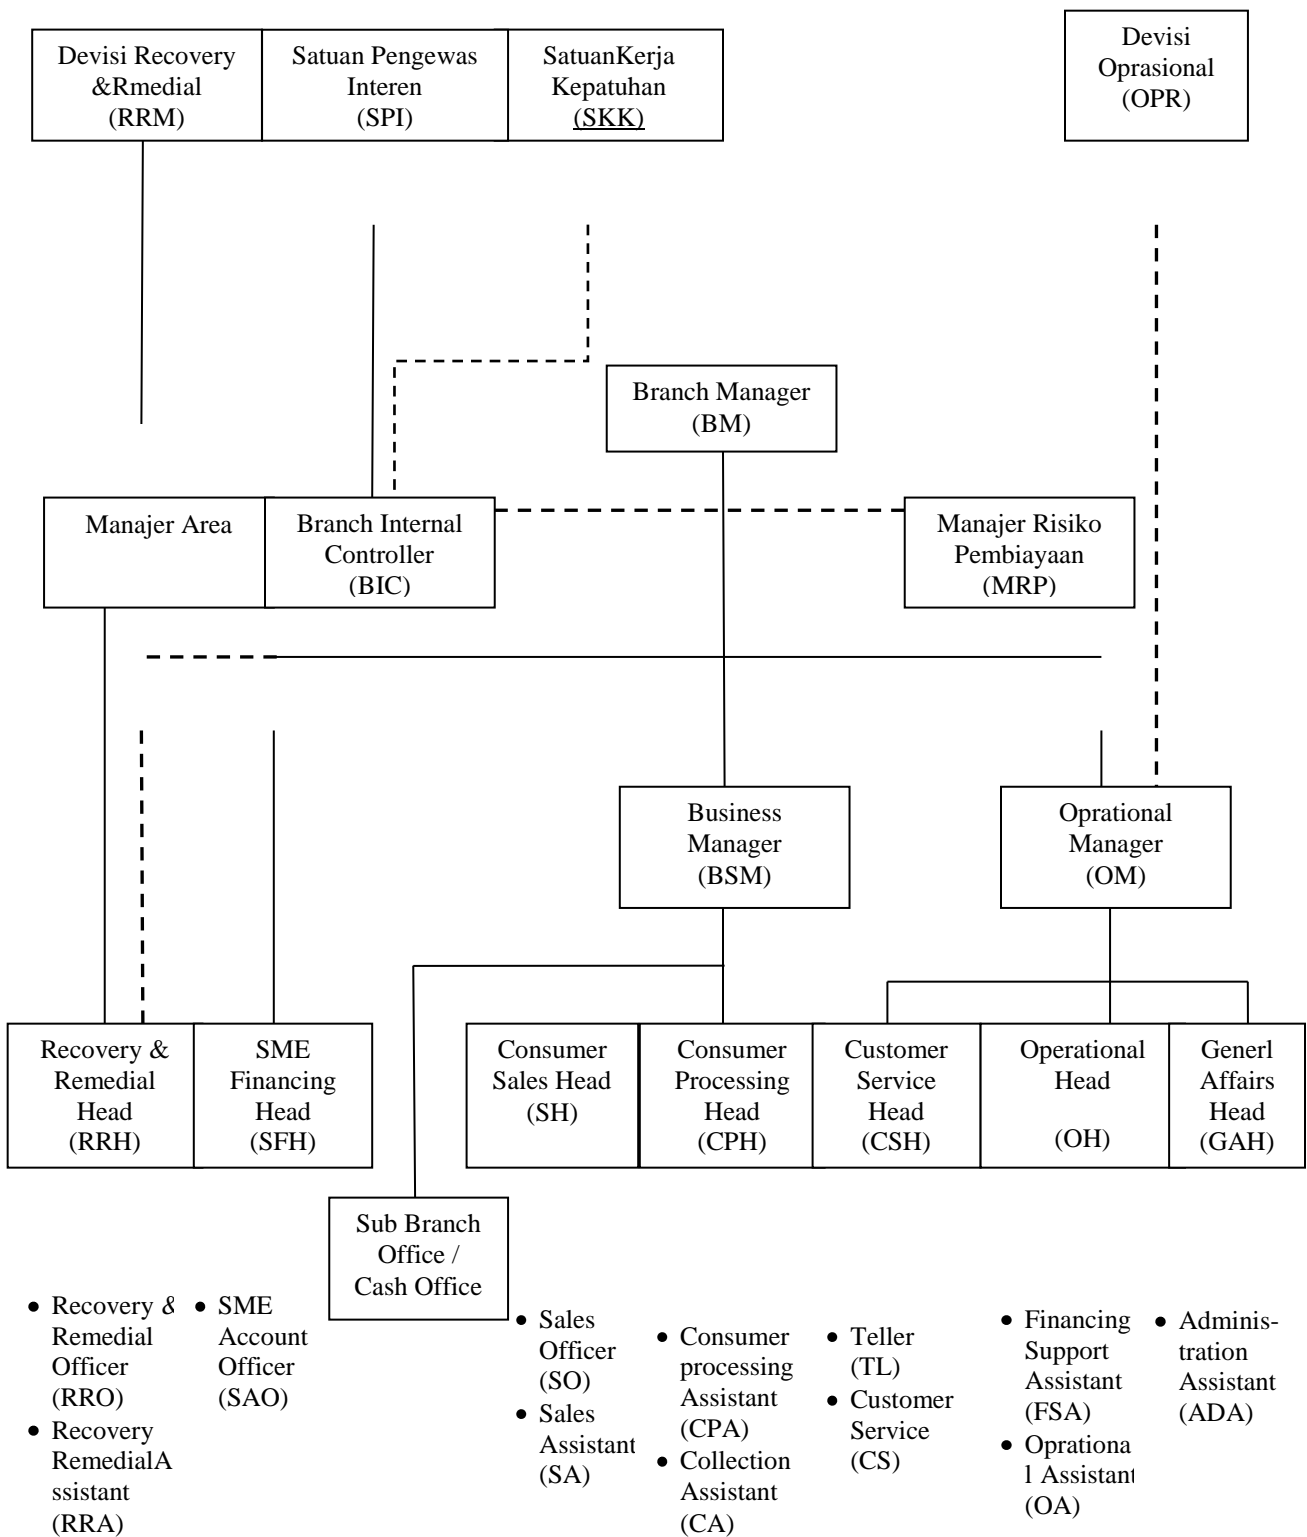 Devisi Recovery
&Rmedial
(RRM)
Satuan Pengewas
Interen
(SPI)
SatuanKerja
Kepatuhan
(SKK)
Devisi
Oprasional
(OPR)
Branch Manager
(BM)
Manajer Area
Branch Internal
Controller
(BIC)
Manajer Risiko
Pembiayaan
(MRP)
Business
Manager
(BSM)
Oprational
Manager
(OM)
Recovery &
Remedial
Head
(RRH)
SME
Financing
Head
(SFH)
Consumer
Sales Head
(SH)
Consumer
Processing
Head
(CPH)
Customer
Service
Head
(CSH)
Operational
Head
(OH)
Generl
Affairs
Head
(GAH)
Sub Branch
Office /
Cash Office
• Recovery &
Remedial
Officer
(RRO)
• Recovery
RemedialA
ssistant
(RRA)
• SME
Account
Officer
(SAO)
• Sales
Officer
(SO)
• Sales
Assistant
(SA)
• Consumer
processing
Assistant
(CPA)
• Collection
Assistant
(CA)
• Teller
(TL)
• Customer
Service
(CS)
• Financing
Support
Assistant
(FSA)
• Oprationa
l Assistant
(OA)
• Adminis-
tration
Assistant
(ADA)